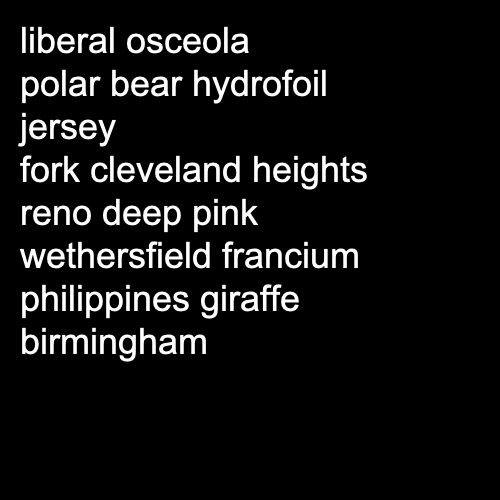 liberal osceola
polar bear hydrofoil
jersey
fork cleveland heights
reno deep pink
wethersfield francium
philippines giraffe
birmingham